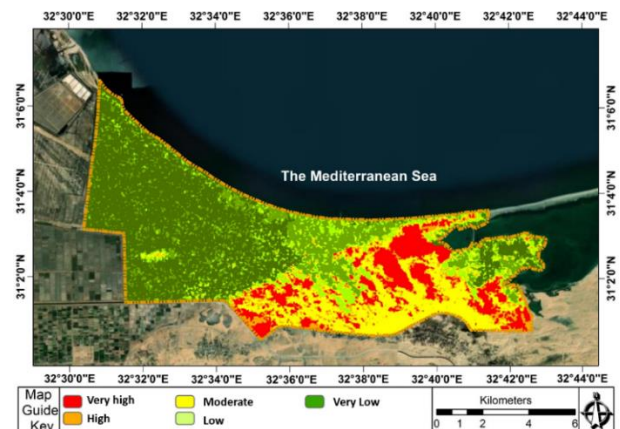 32°30'0"E 32°32'0"E 32°34'0"E 32°36'0"E 32°38'0"E 32°40'0"E 32°42'0"E 32°44'0"E
31°6'0"N 31°6'0"N
The Mediterranean Sea
31°4'0"N 31°4'0"N
31°2'0"N 31°2'0"N
32°30'0"E 32°32'0"E 32°34'0"E 32°36'0"E 32°38'0"E 32°40'0"E 32°42'0"E 32°44'0"E
Map Guide Key
Very high Moderate Very Low
High Low
Kilometers
0 1 2 4 6